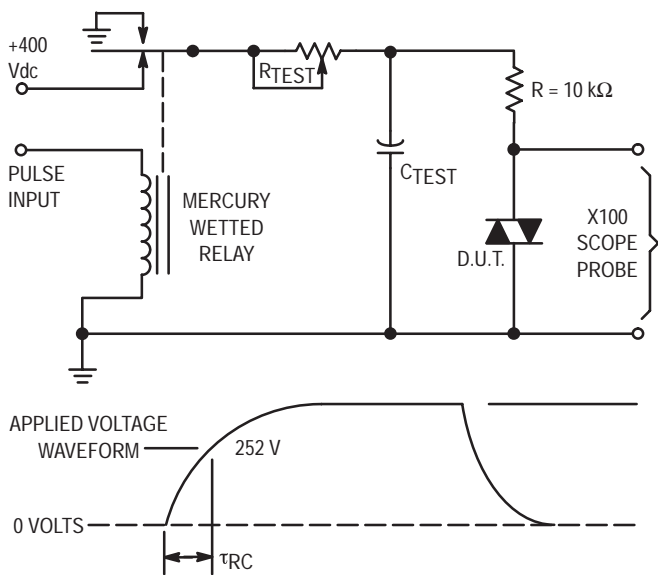 +400
Vdc
RTEST
R = 10 kΩ
PULSE
INPUT
MERCURY
WETTED
RELAY
CTEST
D.U.T.
X100
SCOPE
PROBE
APPLIED VOLTAGE
WAVEFORM
252 V
0 VOLTS
τRC